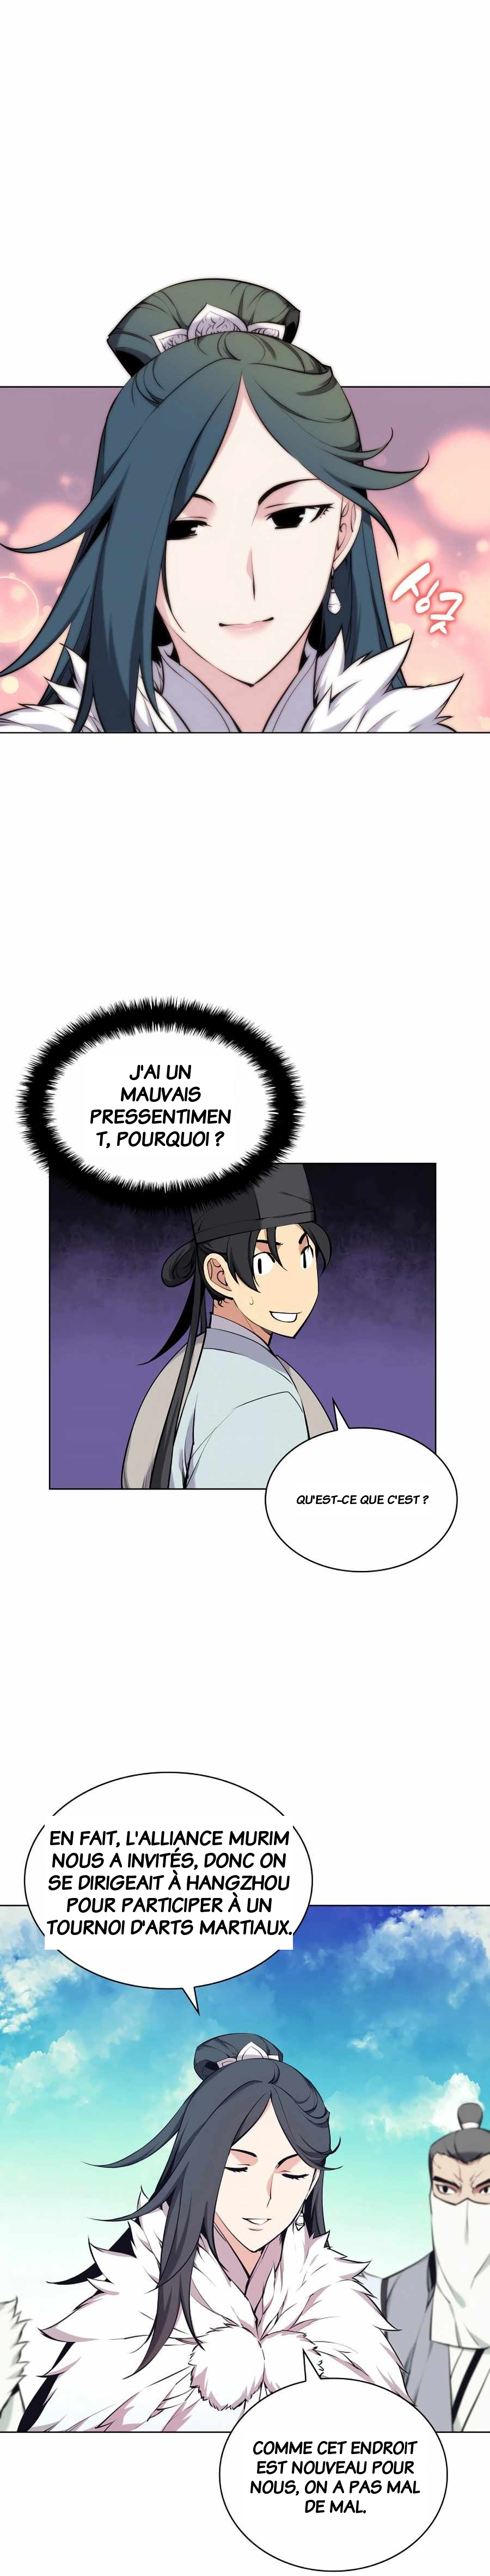 싱긋
J'AI UN
MAUVAIS
PRESSENTIMEN
T, POURQUOI ?
QU'EST-CE QUE C'EST ?
EN FAIT, L'ALLIANCE MURIM
NOUS A INVITÉS, DONC ON
SE DIRIGEAIT À HANGZHOU
POUR PARTICIPER À UN
TOURNOI D'ARTS MARTIAUX.
COMME CET ENDROIT
EST NOUVEAU POUR
NOUS, ON A PAS MAL
DE MAL.